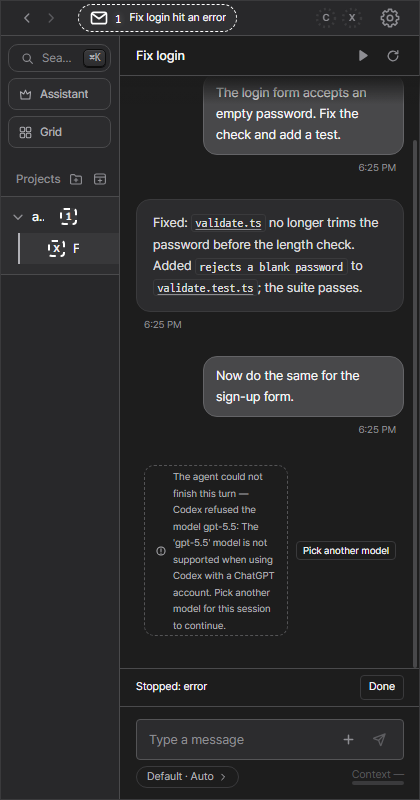 1 Fix login hit an error
C X
Sea... ⌘K
Fix login
Assistant
Grid
Projects
a.. 1
X F
The login form accepts an
empty password. Fix the
check and add a test.
6:25 PM
Fixed: validate.ts no longer trims the
password before the length check.
Added rejects a blank password to
validate.test.ts; the suite passes.
6:25 PM
Now do the same for the
sign-up form.
6:25 PM
The agent could not
finish this turn —
Codex refused the
model gpt-5.5: The
'gpt-5.5' model is not
supported when using
Codex with a ChatGPT
account. Pick another
model for this session
to continue.
Pick another model
Stopped: error
Done
Type a message
Default · Auto
Context —